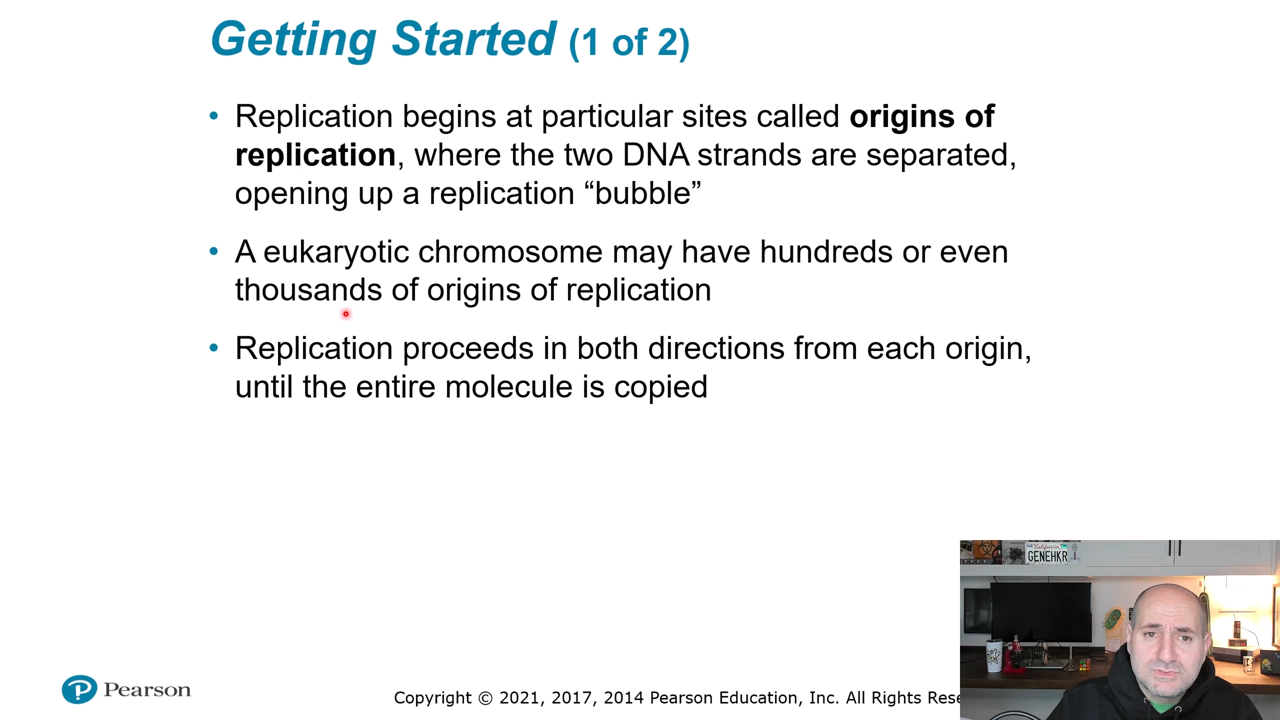 Getting Started (1 of 2)
• Replication begins at particular sites called origins of
replication, where the two DNA strands are separated,
opening up a replication “bubble”
• A eukaryotic chromosome may have hundreds or even
thousands of origins of replication
• Replication proceeds in both directions from each origin,
until the entire molecule is copied
California
GENEHKR
Pearson
Copyright © 2021, 2017, 2014 Pearson Education, Inc. All Rights Rese